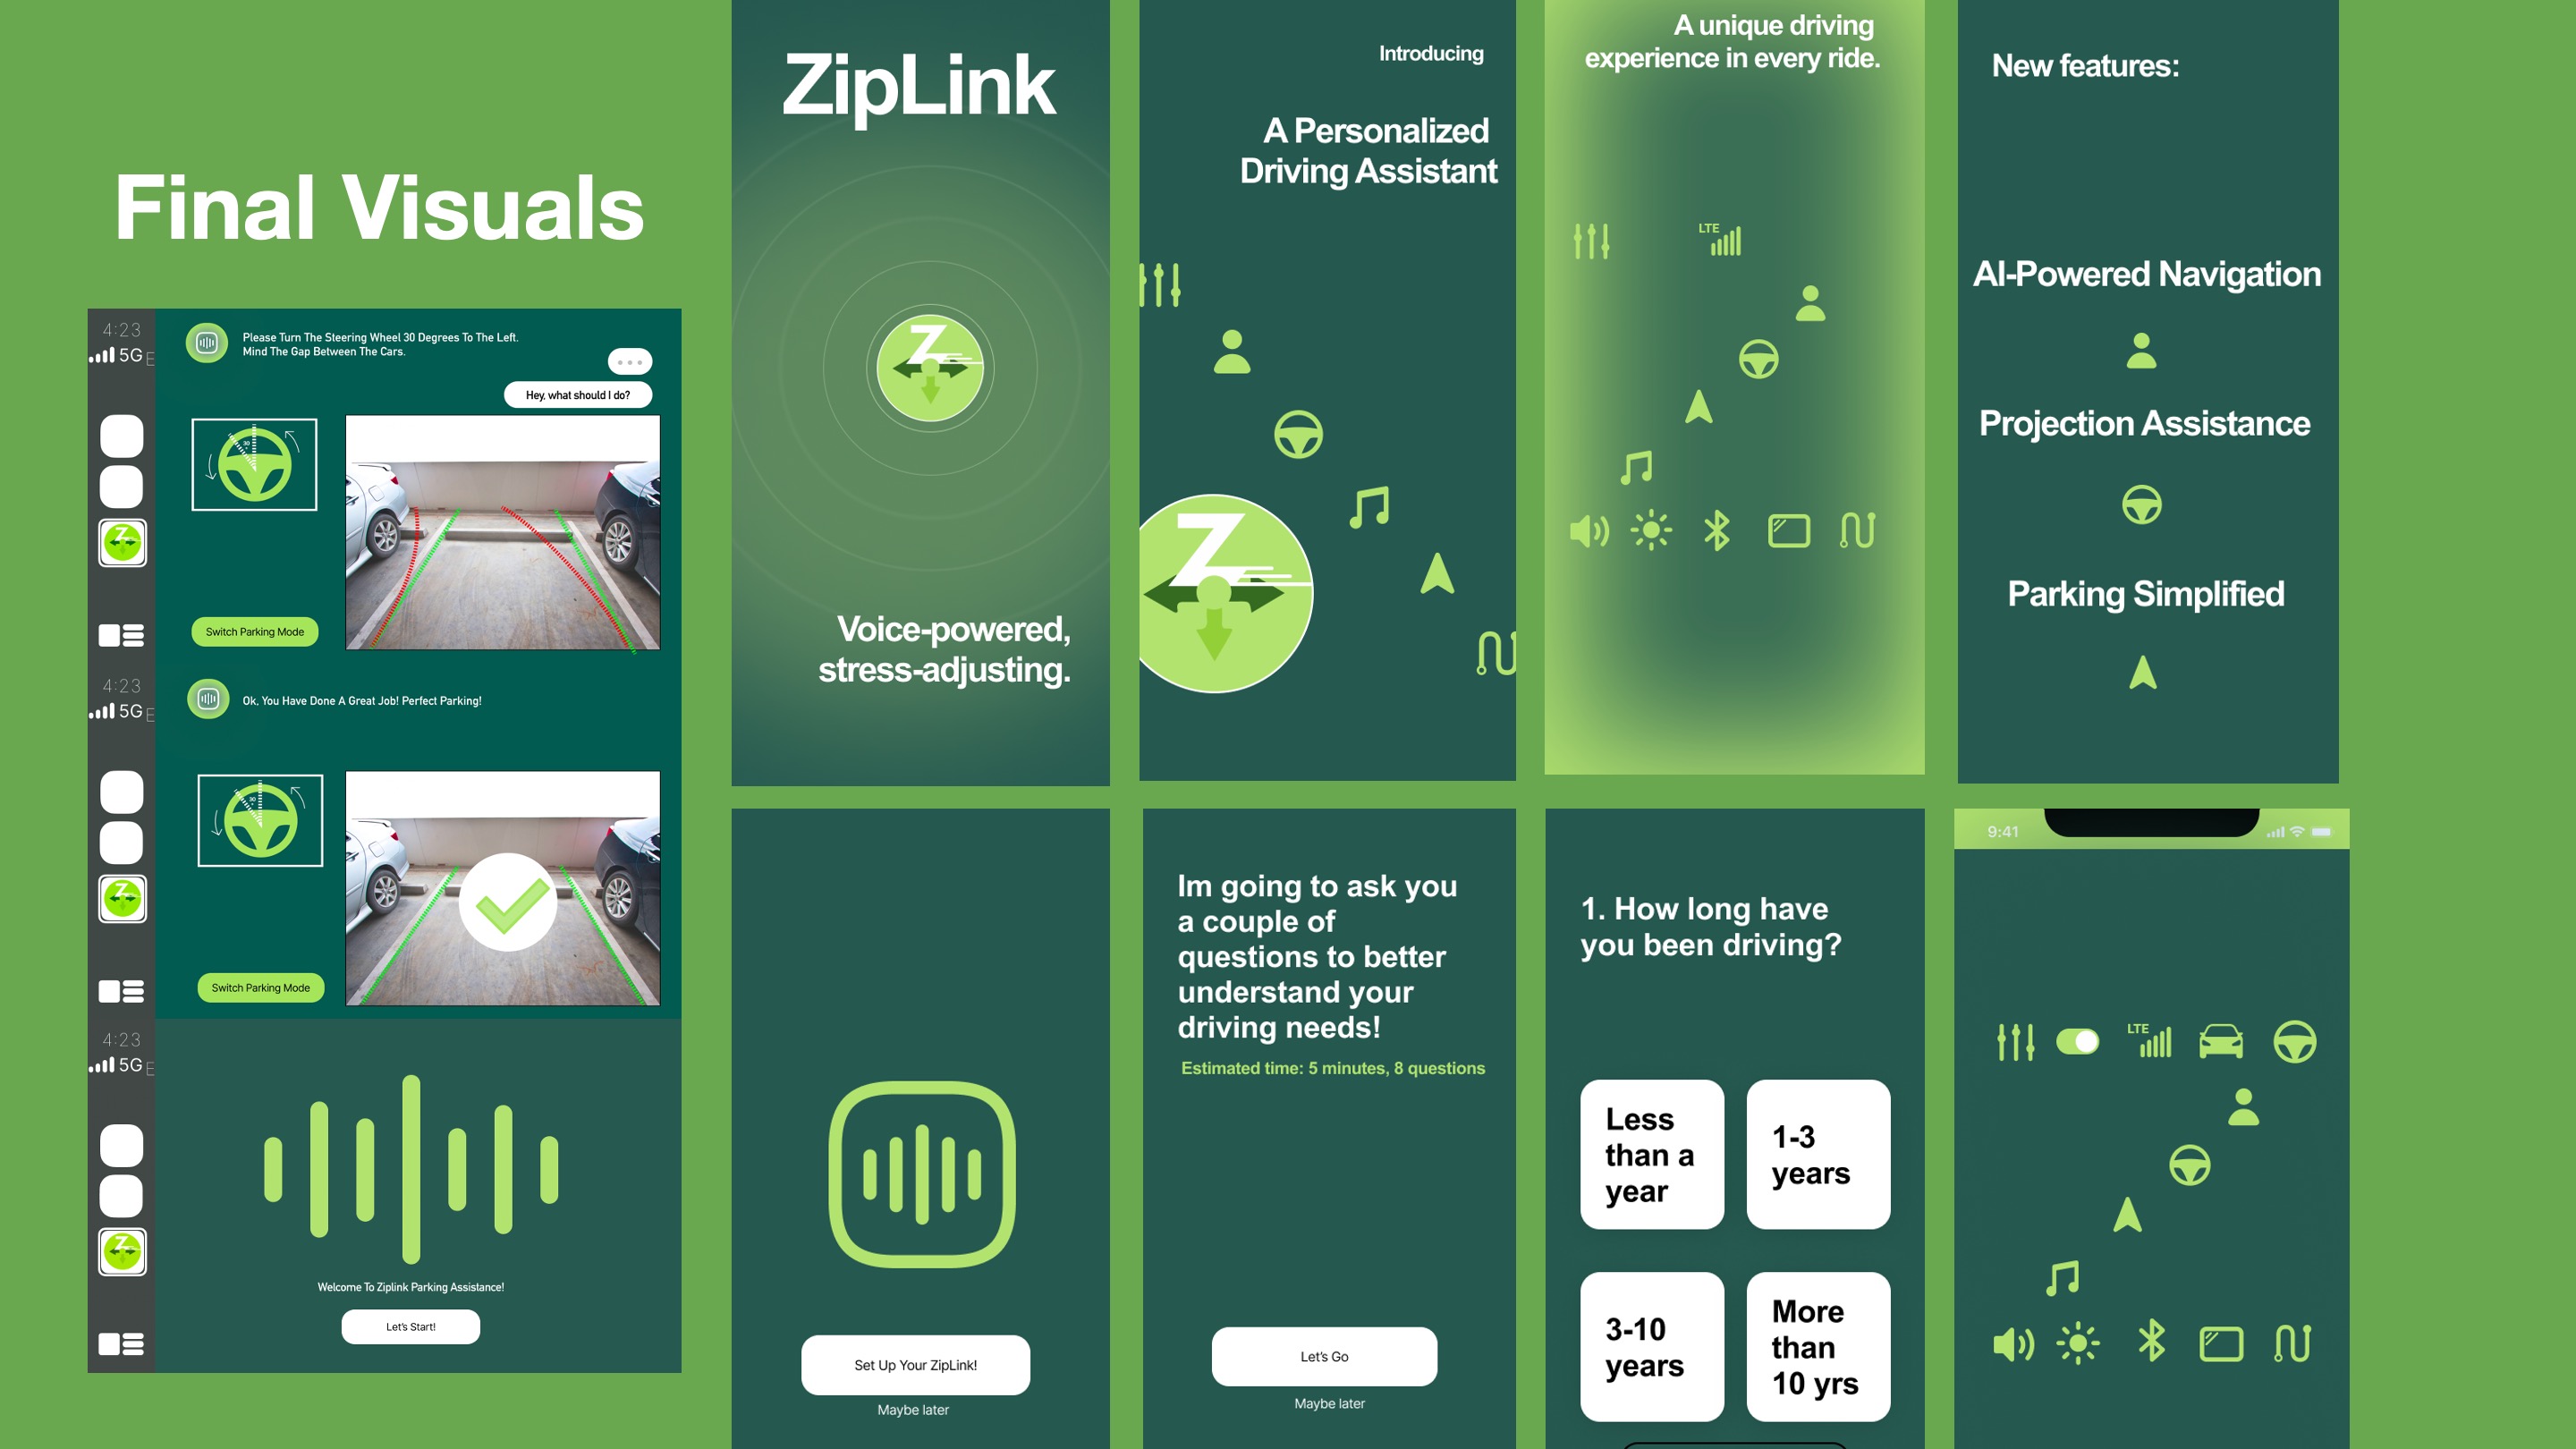 Final Visuals
4:23
5G E
Please Turn The Steering Wheel 30 Degrees To The Left.
Mind The Gap Between The Cars.
Hey, what should I do?
30
Switch Parking Mode
4:23
5G E
Ok, You Have Done A Great Job! Perfect Parking!
30
Switch Parking Mode
4:23
5G E
Welcome To Ziplink Parking Assistance!
Let's Start!
ZipLink
Z
Voice-powered,
stress-adjusting.
Introducing
A Personalized
Driving Assistant
Z
A unique driving
experience in every ride.
LTE
New features:
AI-Powered Navigation
Projection Assistance
Parking Simplified
Set Up Your ZipLink!
Maybe later
Im going to ask you
a couple of
questions to better
understand your
driving needs!
Estimated time: 5 minutes, 8 questions
Let's Go
Maybe later
1. How long have
you been driving?
Less
than a
year
1-3
years
3-10
years
More
than
10 yrs
9:41
LTE